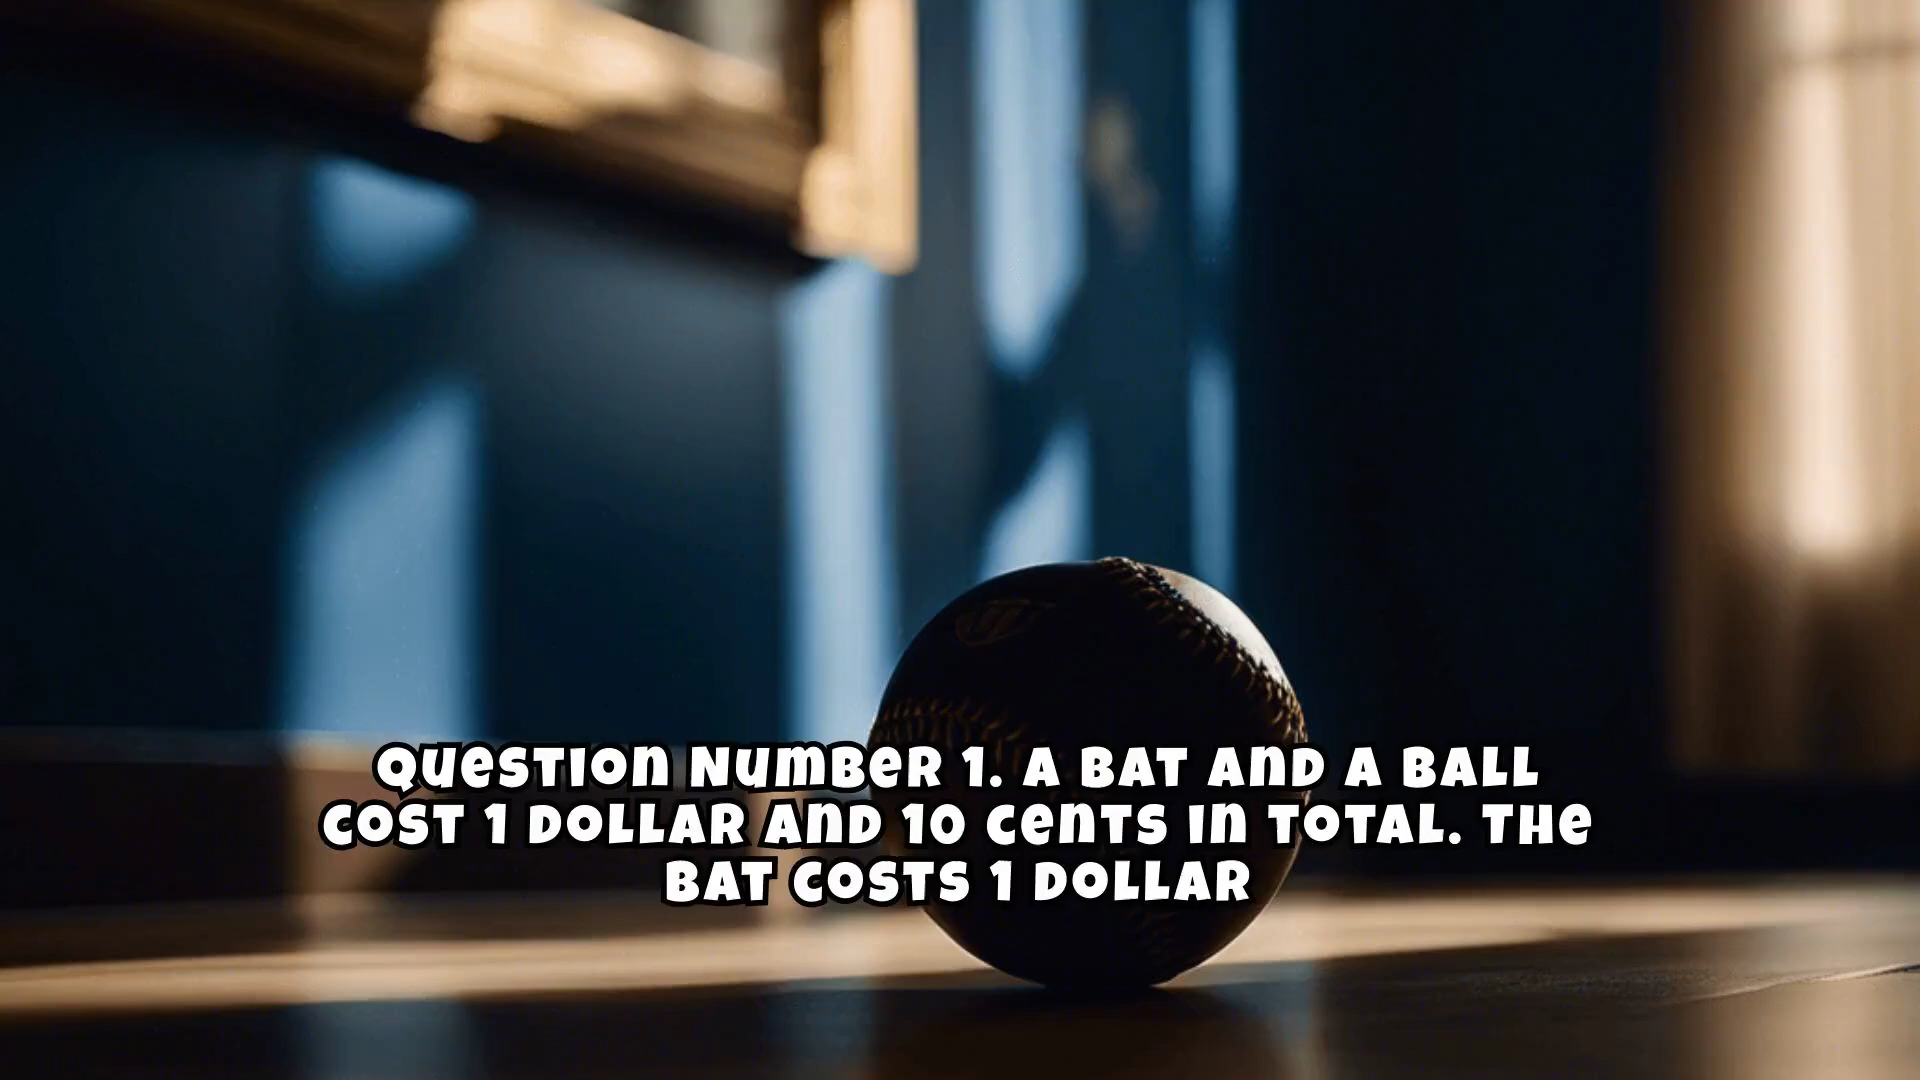 Question Number 1. A bat and a ball
cost 1 dollar and 10 cents in total. The
bat costs 1 dollar